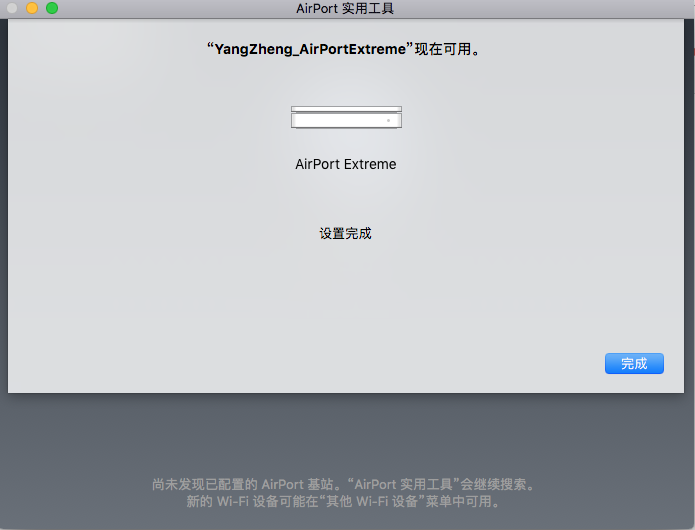 AirPort 实用工具
“YangZheng_AirPortExtreme”现在可用。
AirPort Extreme
设置完成
完成
尚未发现已配置的 AirPort 基站。“AirPort 实用工具”会继续搜索。
新的 Wi-Fi 设备可能在“其他 Wi-Fi 设备”菜单中可用。